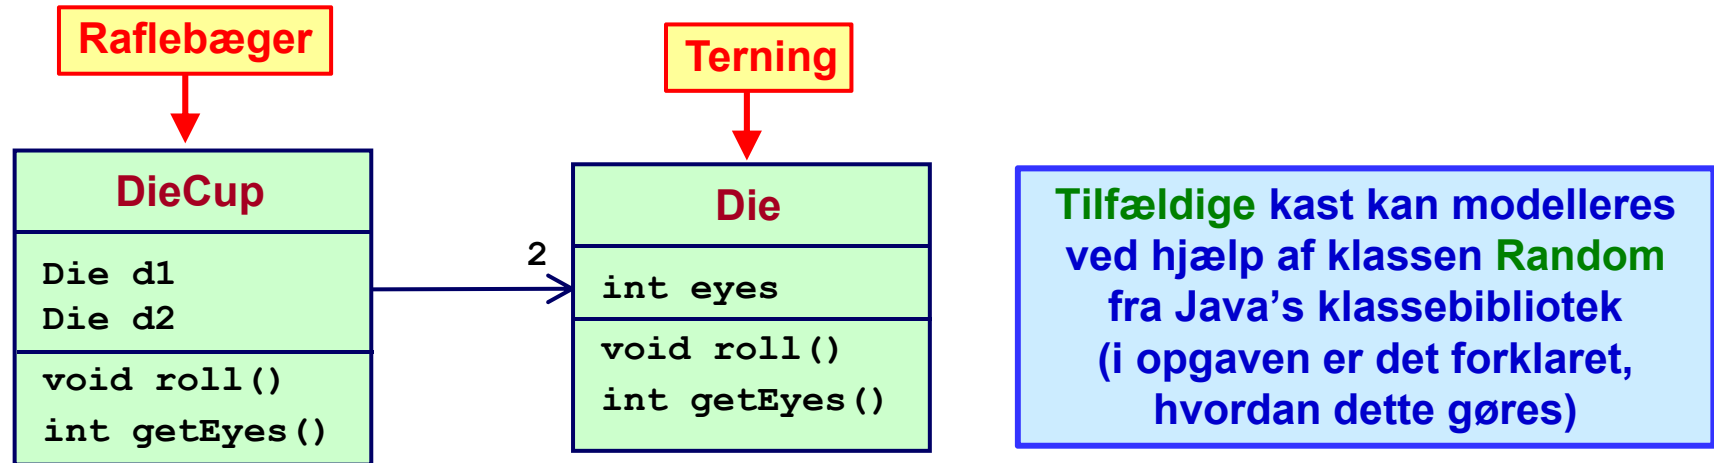 Raflebæger
Terning
DieCup
Die d1
Die d2
void roll()
int getEyes()
2
Die
int eyes
void roll()
int getEyes()
Tilfældige kast kan modelleres
ved hjælp af klassen Random
fra Java’s klassebibliotek
(i opgaven er det forklaret,
hvordan dette gøres)